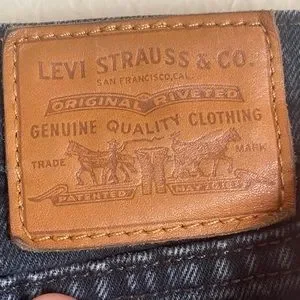 LEVI STRAUSS & CO.
SAN FRANCISCO,CAL.
ORIGINAL RIVETED
GENUINE QUALITY CLOTHING
TRADE MARK
PATENTED MAY 20 1873